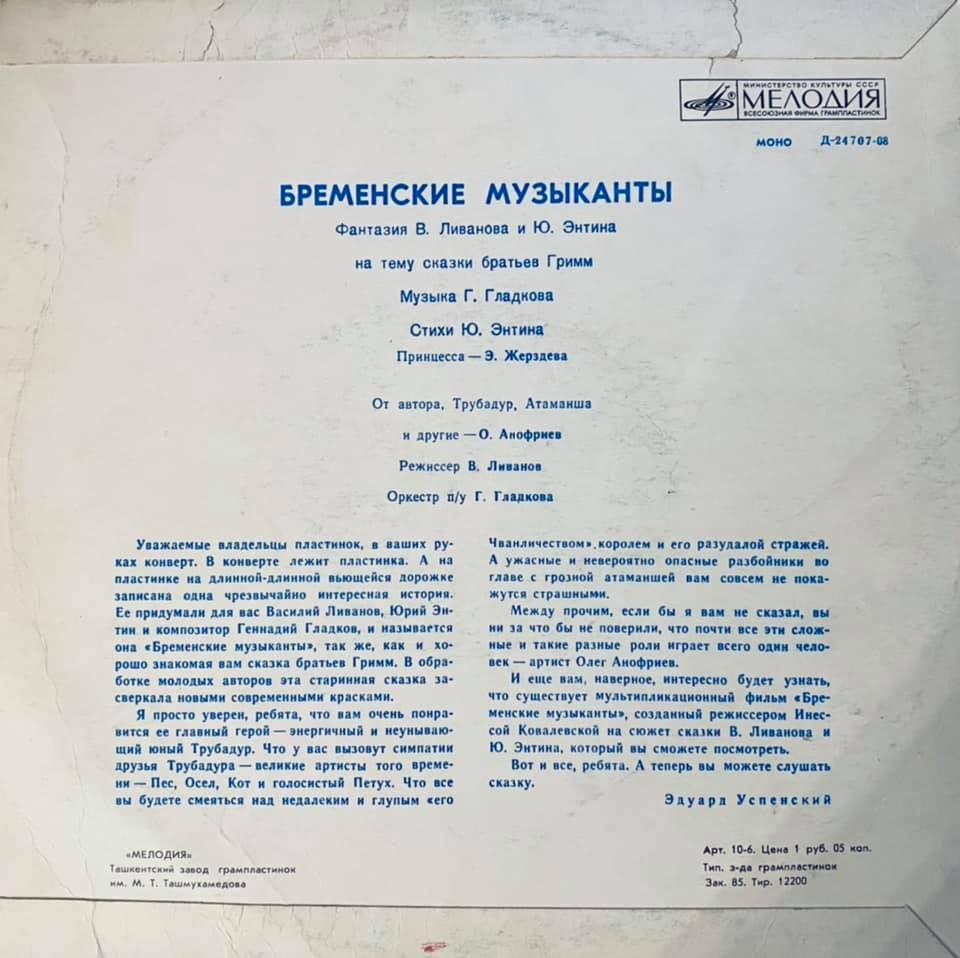 МИНИСТЕРСТВО КУЛЬТУРЫ СССР
МЕЛОДИЯ
ВСЕСОЮЗНАЯ ФИРМА ГРАМПЛАСТИНОК
МОНО Д-24707-08
БРЕМЕНСКИЕ МУЗЫКАНТЫ
Фантазия В. Ливанова и Ю. Энтина
на тему сказки братьев Гримм
Музыка Г. Гладкова
Стихи Ю. Энтина
Принцесса — Э. Жерздева
От автора, Трубадур, Атаманша
и другие — О. Анофриев
Режиссер В. Ливанов
Оркестр п/у Г. Гладкова
Уважаемые владельцы пластинок, в ваших ру-
ках конверт. В конверте лежит пластинка. А на
пластинке на длинной-длинной вьющейся дорожке
записана одна чрезвычайно интересная история.
Ее придумали для вас Василий Ливанов, Юрий Эн-
тин и композитор Геннадий Гладков, и называется
она «Бременские музыканты», так же, как и хо-
рошо знакомая вам сказка братьев Гримм. В обра-
ботке молодых авторов эта старинная сказка за-
сверкала новыми современными красками.
Я просто уверен, ребята, что вам очень понра-
вится ее главный герой — энергичный и неунываю-
щий юный Трубадур. Что у вас вызовут симпатии
друзья Трубадура — великие артисты того време-
ни — Пес, Осел, Кот и голосистый Петух. Что все
вы будете смеяться над недалеким и глупым «его
Чванличеством» королем и его разудалой стражей.
А ужасные и невероятно опасные разбойники во
главе с грозной атаманшей вам совсем не пока-
жутся страшными.
Между прочим, если бы я вам не сказал, вы
ни за что бы не поверили, что почти все эти слож-
ные и такие разные роли играет всего один чело-
век — артист Олег Анофриев.
И еще вам, наверное, интересно будет узнать,
что существует мультипликационный фильм «Бре-
менские музыканты», созданный режиссером Инес-
сой Ковалевской на сюжет сказки В. Ливанова и
Ю. Энтина, который вы сможете посмотреть.
Вот и все, ребята. А теперь вы можете слушать
сказку.
Эдуард Успенский
«МЕЛОДИЯ»
Ташкентский завод грампластинок
им. М. Т. Ташмухамедова
Арт. 10-6. Цена 1 руб. 05 коп.
Тип. з-да грампластинок
Зак. 85. Тир. 12200